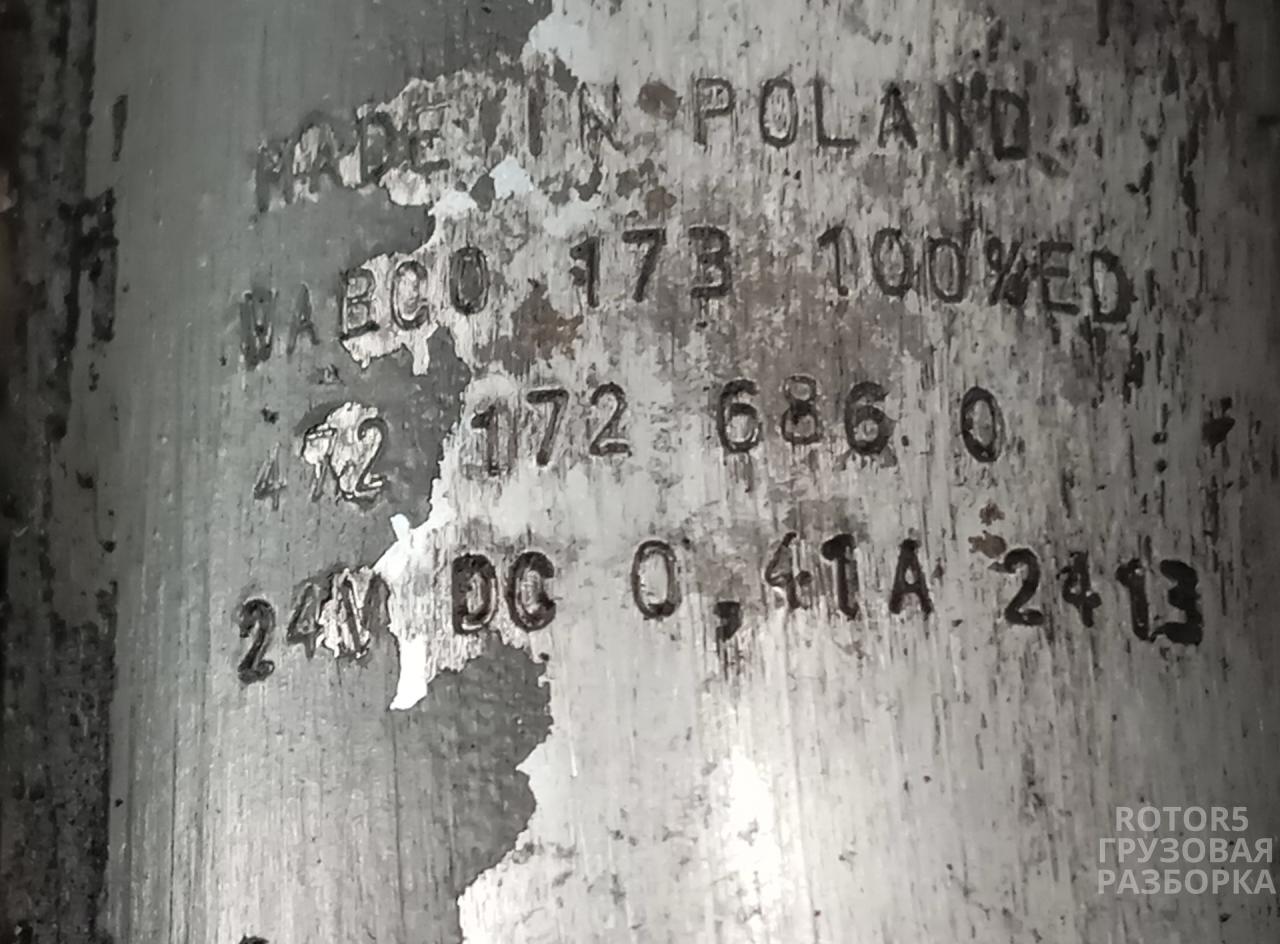 MADE IN POLAND
WABCO 173 100%ED
472 172 686 0
24V DC 0,41A 2413
ROTOR5
ГРУЗОВАЯ
РАЗБОРКА